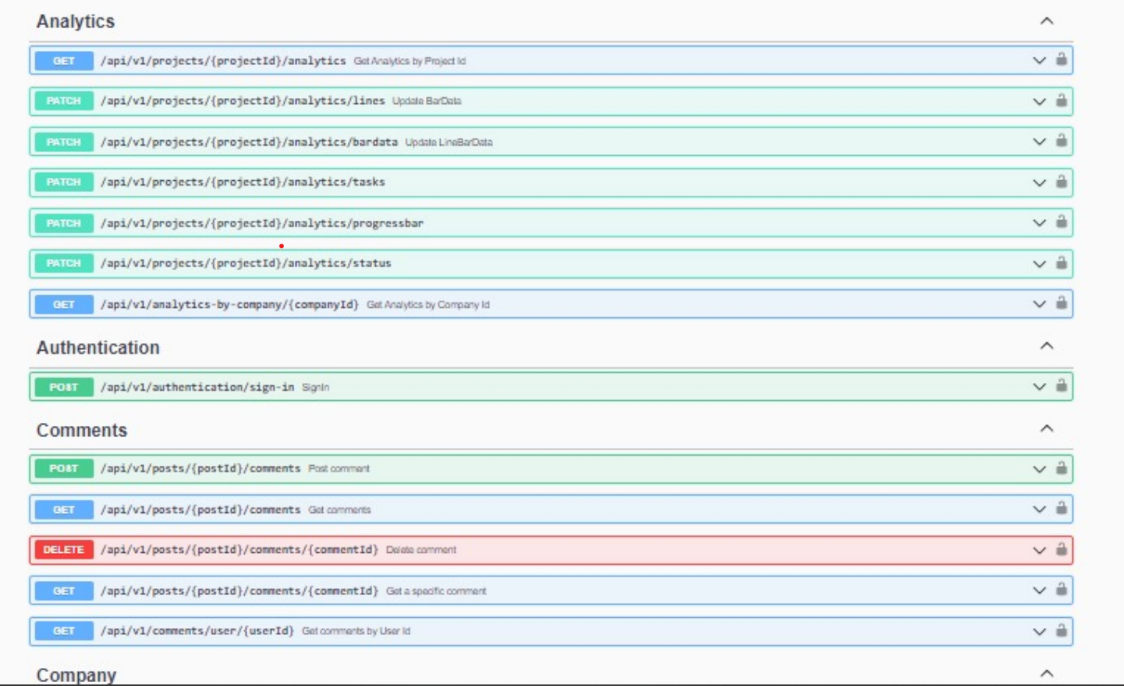 Analytics
GET /api/v1/projects/{projectId}/analytics Get Analytics by Project Id
PATCH /api/v1/projects/{projectId}/analytics/lines Update BarData
PATCH /api/v1/projects/{projectId}/analytics/bardata Update LineBarData
PATCH /api/v1/projects/{projectId}/analytics/tasks
PATCH /api/v1/projects/{projectId}/analytics/progressbar
PATCH /api/v1/projects/{projectId}/analytics/status
GET /api/v1/analytics-by-company/{companyId} Get Analytics by Company Id
Authentication
POST /api/v1/authentication/sign-in SignIn
Comments
POST /api/v1/posts/{postId}/comments Post comment
GET /api/v1/posts/{postId}/comments Get comments
DELETE /api/v1/posts/{postId}/comments/{commentId} Delete comment
GET /api/v1/posts/{postId}/comments/{commentId} Get a specific comment
GET /api/v1/comments/user/{userId} Get comments by User Id
Company